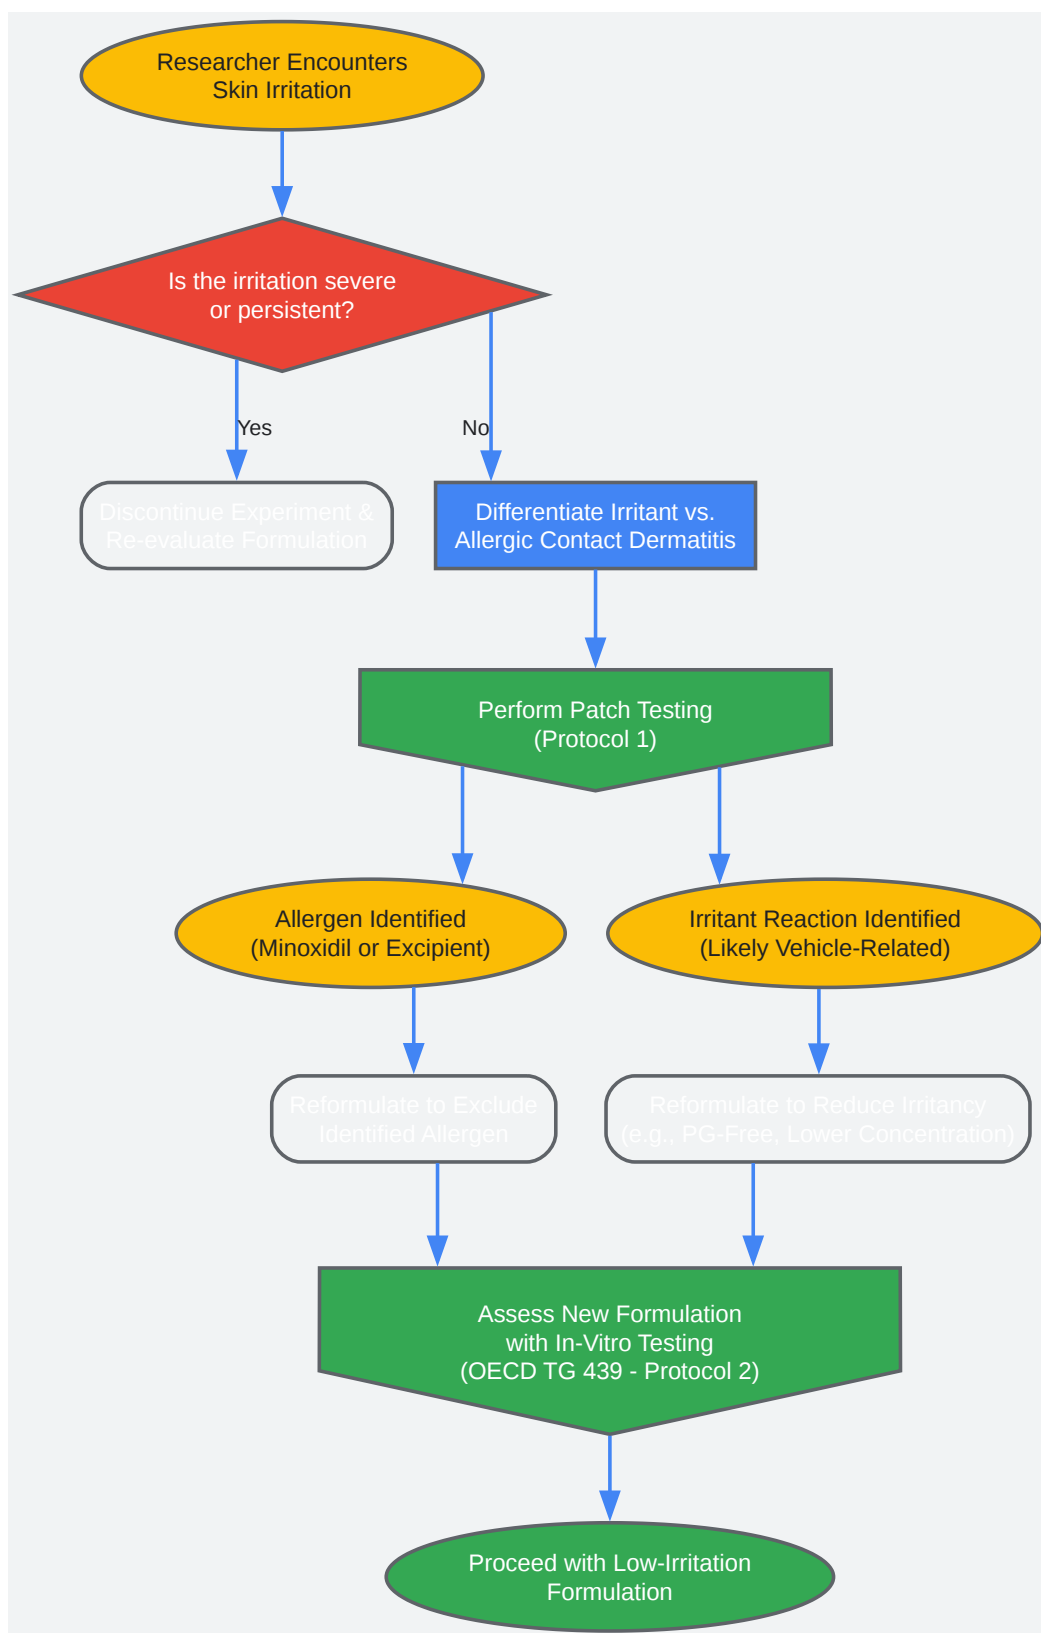 Researcher Encounters
Skin Irritation
Is the irritation severe
or persistent?
Yes
No
Discontinue Experiment &
Re-evaluate Formulation
Differentiate Irritant vs.
Allergic Contact Dermatitis
Perform Patch Testing
(Protocol 1)
Allergen Identified
(Minoxidil or Excipient)
Irritant Reaction Identified
(Likely Vehicle-Related)
Reformulate to Exclude
Identified Allergen
Reformulate to Reduce Irritancy
(e.g., PG-Free, Lower Concentration)
Assess New Formulation
with In-Vitro Testing
(OECD TG 439 - Protocol 2)
Proceed with Low-Irritation
Formulation